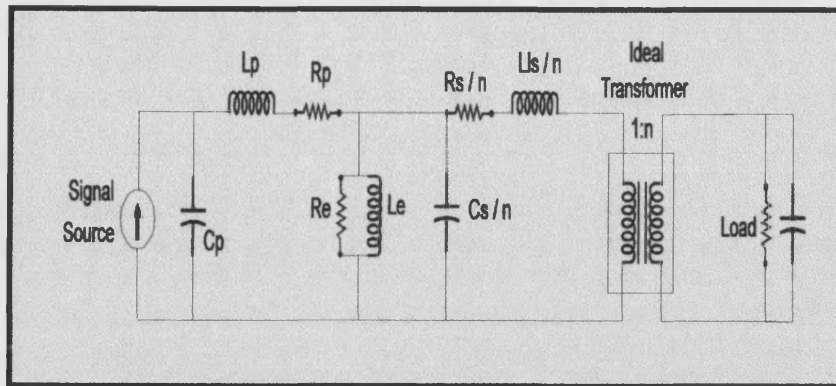 Ideal
Transformer
1:n
Lp
Rp
Rs / n
Lls / n
Signal
Source
Cp
Re
Le
Cs / n
Load